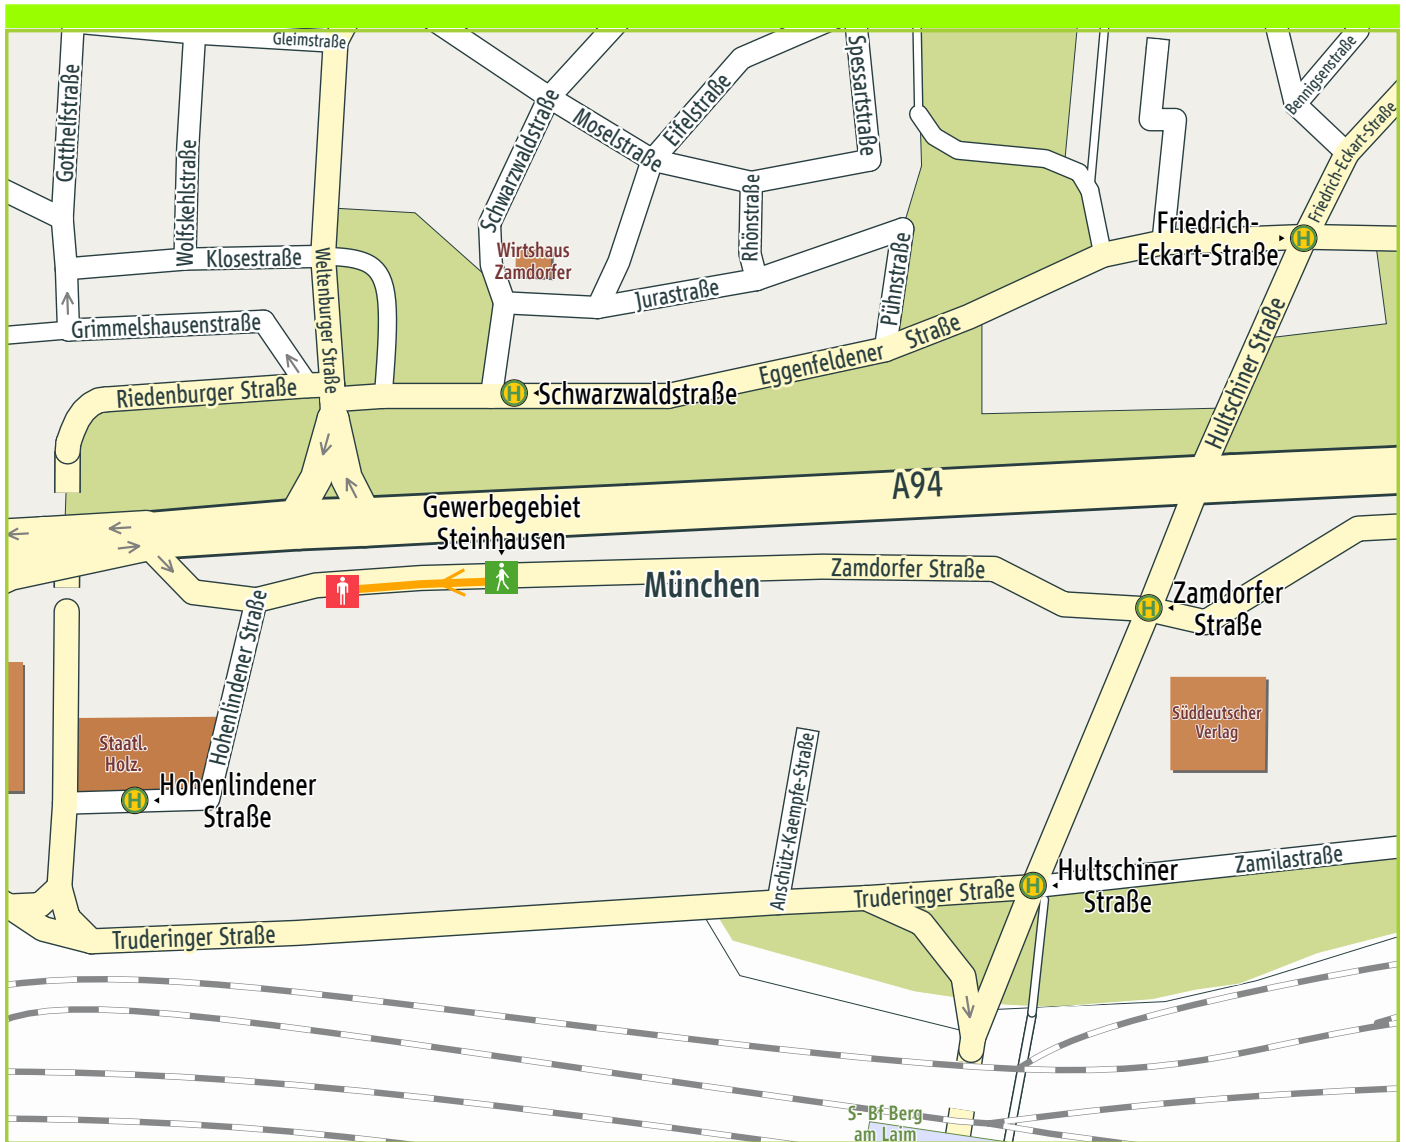 Gleimstraße
Gotthelfstraße
Wolfskehlstraße
Klosestraße
Weltenburger Straße
Grimmelshausenstraße
Riedenburger Straße
Schwarzwaldstraße
Moselstraße
Eifelstraße
Spessartstraße
Rhönstraße
Wirtshaus
Zamdorfer
Jurastraße
Pühnstraße
Bennigsenstraße
Friedrich-Eckart-Straße
Friedrich-
Eckart-Straße
H
Hultschiner Straße
Eggenfeldener Straße
H
Schwarzwaldstraße
A94
Gewerbegebiet
Steinhausen
München
Zamdorfer Straße
H
Zamdorfer
Straße
Hohenlindener Straße
Süddeutscher
Verlag
Staatl.
Holz.
H
Hohenlindener
Straße
Anschütz-Kaempfe-Straße
Zamilastraße
H
Hultschiner
Straße
Truderinger Straße
Truderinger Straße
S- Bf Berg
am Laim